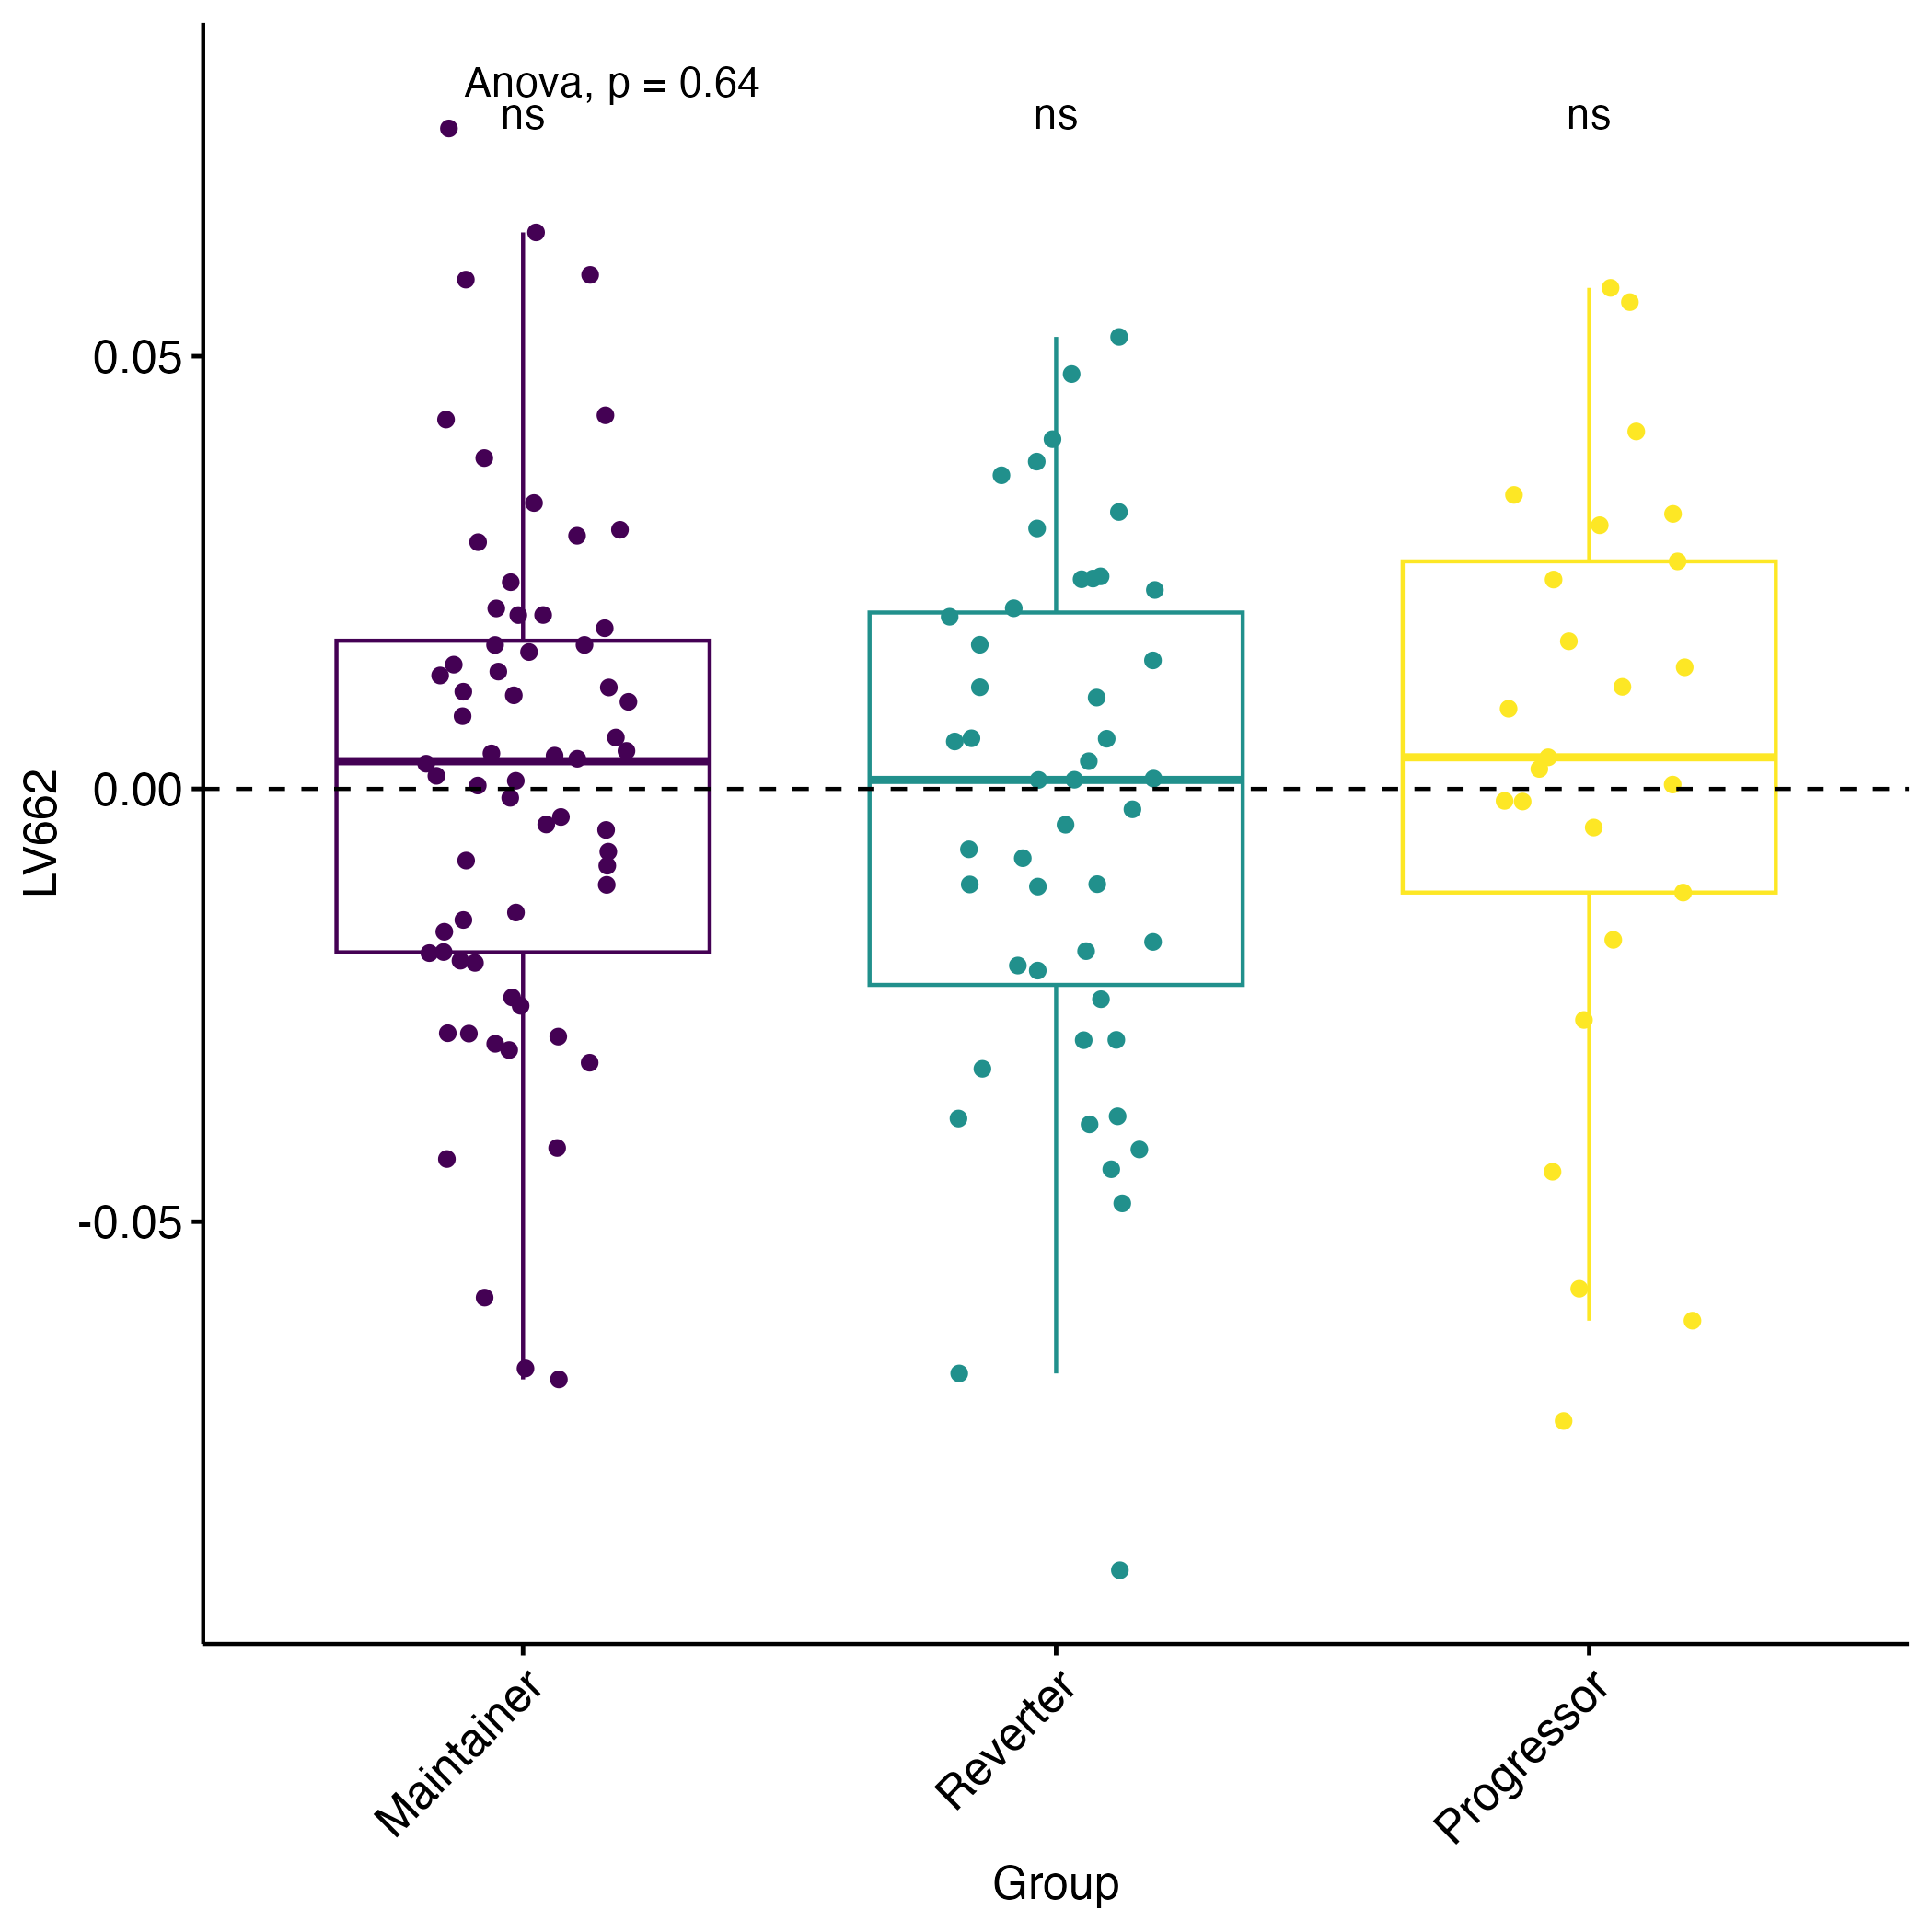 Anova, p = 0.64
ns
ns
ns
0.05
0.00
-0.05
LV662
Maintainer
Reverter
Progressor
Group